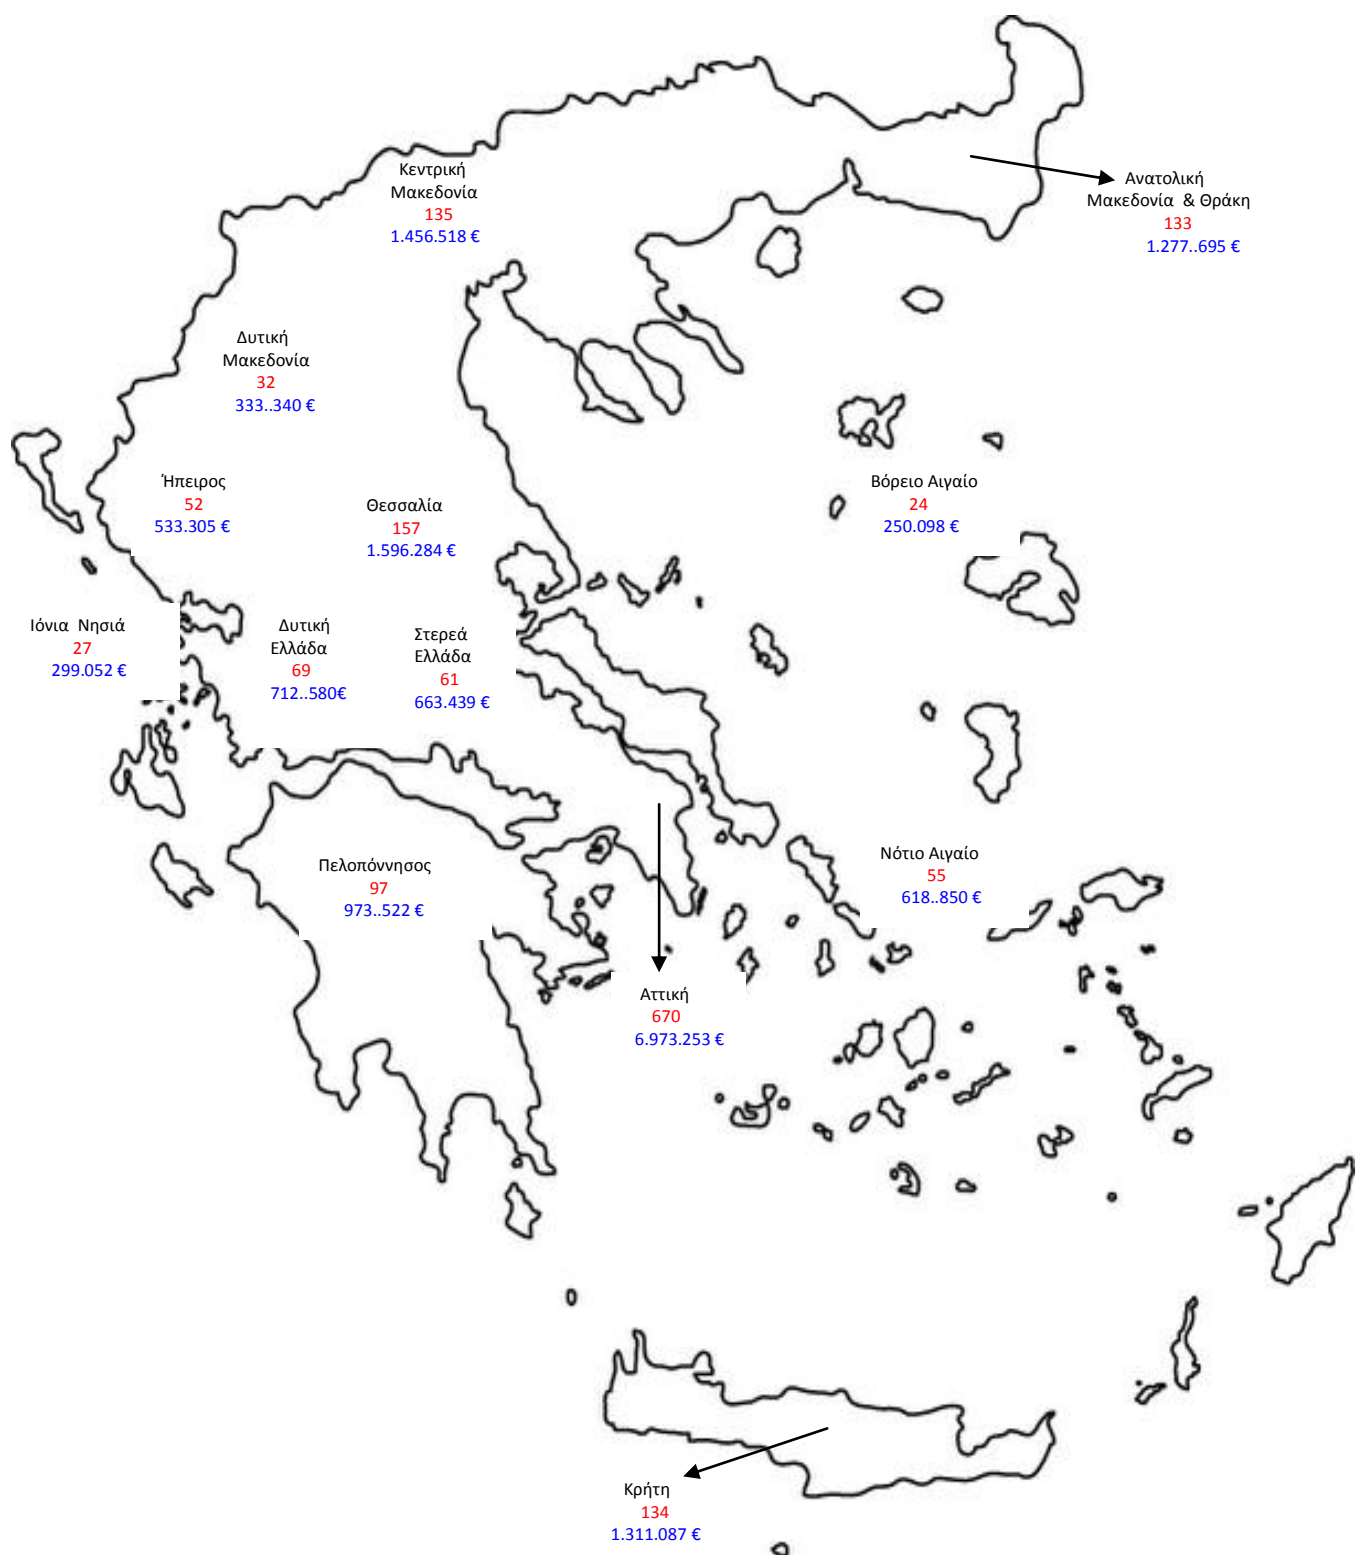 Κεντρική
Μακεδονία
135
1.456.518 €
Ανατολική
Μακεδονία & Θράκη
133
1.277..695 €
Δυτική
Μακεδονία
32
333..340 €
Ήπειρος
52
533.305 €
Θεσσαλία
157
1.596.284 €
Βόρειο Αιγαίο
24
250.098 €
Ιόνια Νησιά
27
299.052 €
Δυτική
Ελλάδα
69
712..580€
Στερεά
Ελλάδα
61
663.439 €
Πελοπόννησος
97
973..522 €
Νότιο Αιγαίο
55
618..850 €
Αττική
670
6.973.253 €
Κρήτη
134
1.311.087 €